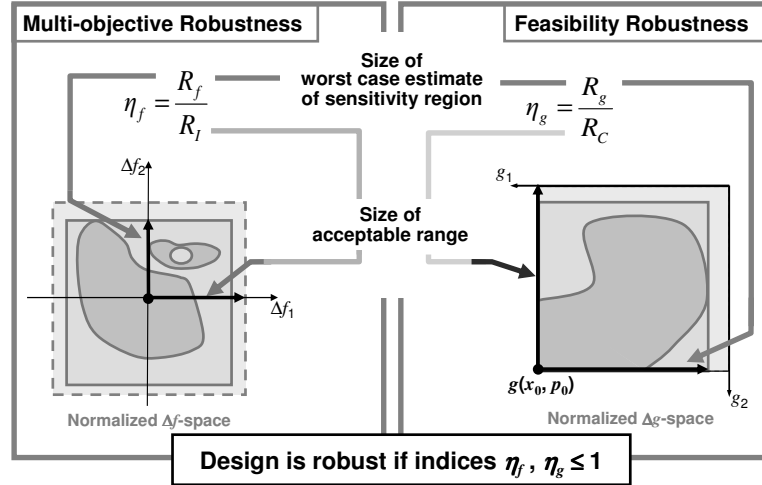 Multi-objective Robustness
Feasibility Robustness
Size of
worst case estimate
of sensitivity region
η_f = R_f / R_I
η_g = R_g / R_C
Δf₂
g₁
Size of
acceptable range
Δf₁
g(x₀, p₀)
g₂
Normalized Δf-space
Normalized Δg-space
Design is robust if indices η_f , η_g ≤ 1